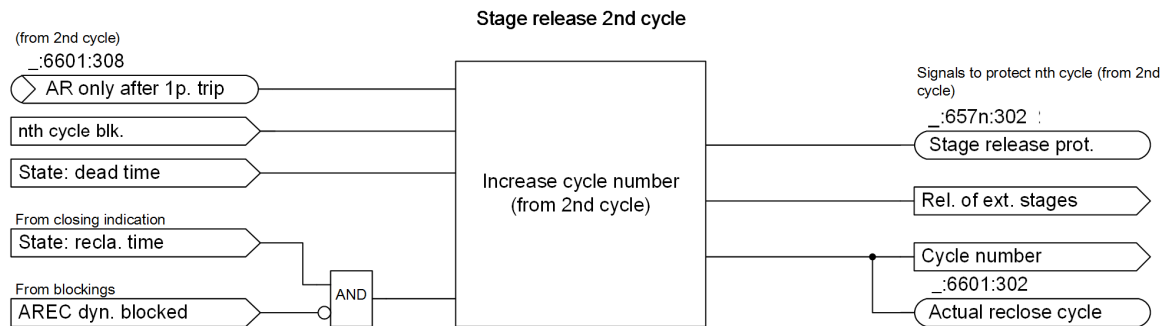 Stage release 2nd cycle
(from 2nd cycle)
_:6601:308
AR only after 1p. trip
nth cycle blk.
State: dead time
From closing indication
State: recla. time
From blockings
AREC dyn. blocked
AND
Increase cycle number
(from 2nd cycle)
Signals to protect nth cycle (from 2nd
cycle)
_:657n:302
Stage release prot.
Rel. of ext. stages
Cycle number
_:6601:302
Actual reclose cycle